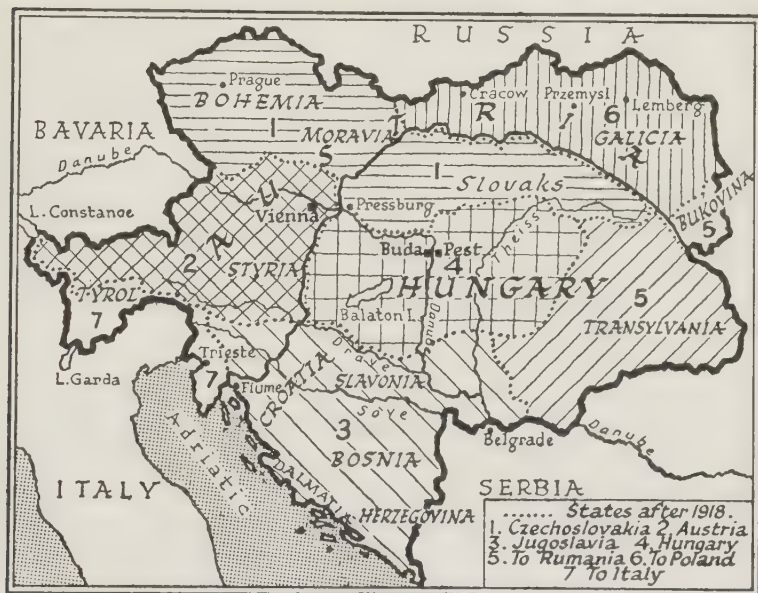 RUSSIA
Prague
BOHEMIA
1
MORAVIA
Cracow
Przemysl
Lemberg
6
GALICIA
BAVARIA
Danube
AUSTRIA
1
Slovaks
Vienna
Pressburg
L. Constance
BUKOVINA
5
2
STYRIA
Buda
Pest
4
Theiss
HUNGARY
TYROL
7
Balaton L.
Danube
5
TRANSYLVANIA
Trieste
L. Garda
7
Fiume
CROATIA
Drave
SLAVONIA
Save
Adriatic
3
BOSNIA
Belgrade
Danube
ITALY
DALMATIA
HERZEGOVINA
SERBIA
....... States after 1918.
1. Czechoslovakia 2, Austria
3. Jugoslavia 4, Hungary
5. To Rumania 6. To Poland
7 To Italy